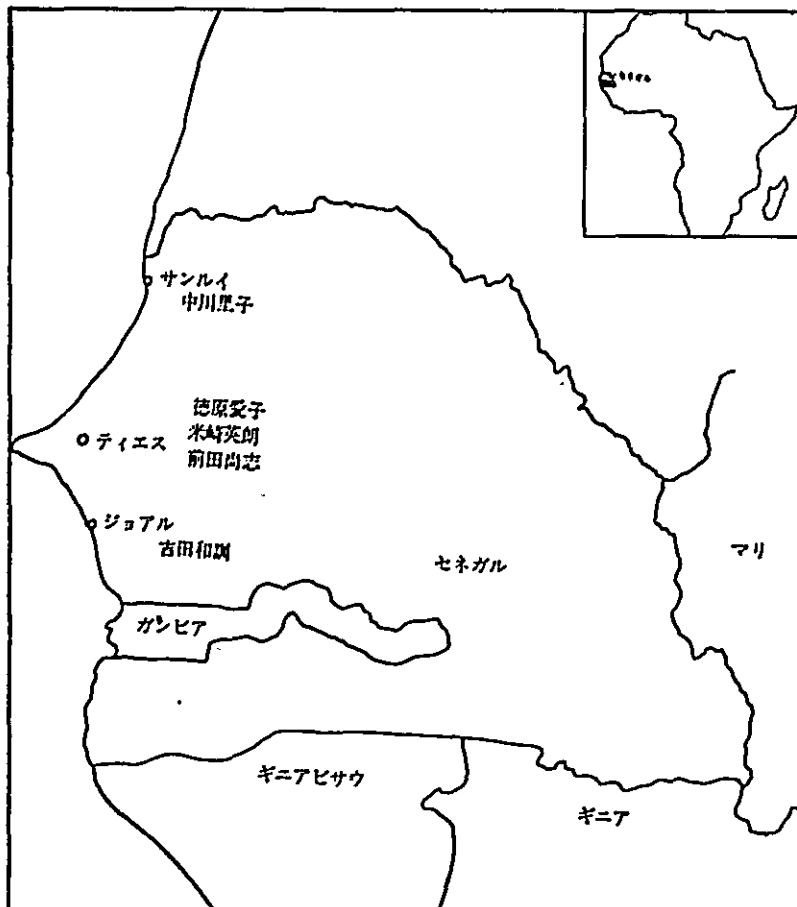 サンルイ
中川里子
徳原愛子
ティエス
米崎英朗
前田尚志
ジョアル
古田和調
セネガル
マリ
ガンビア
ギニアビサウ
ギニア